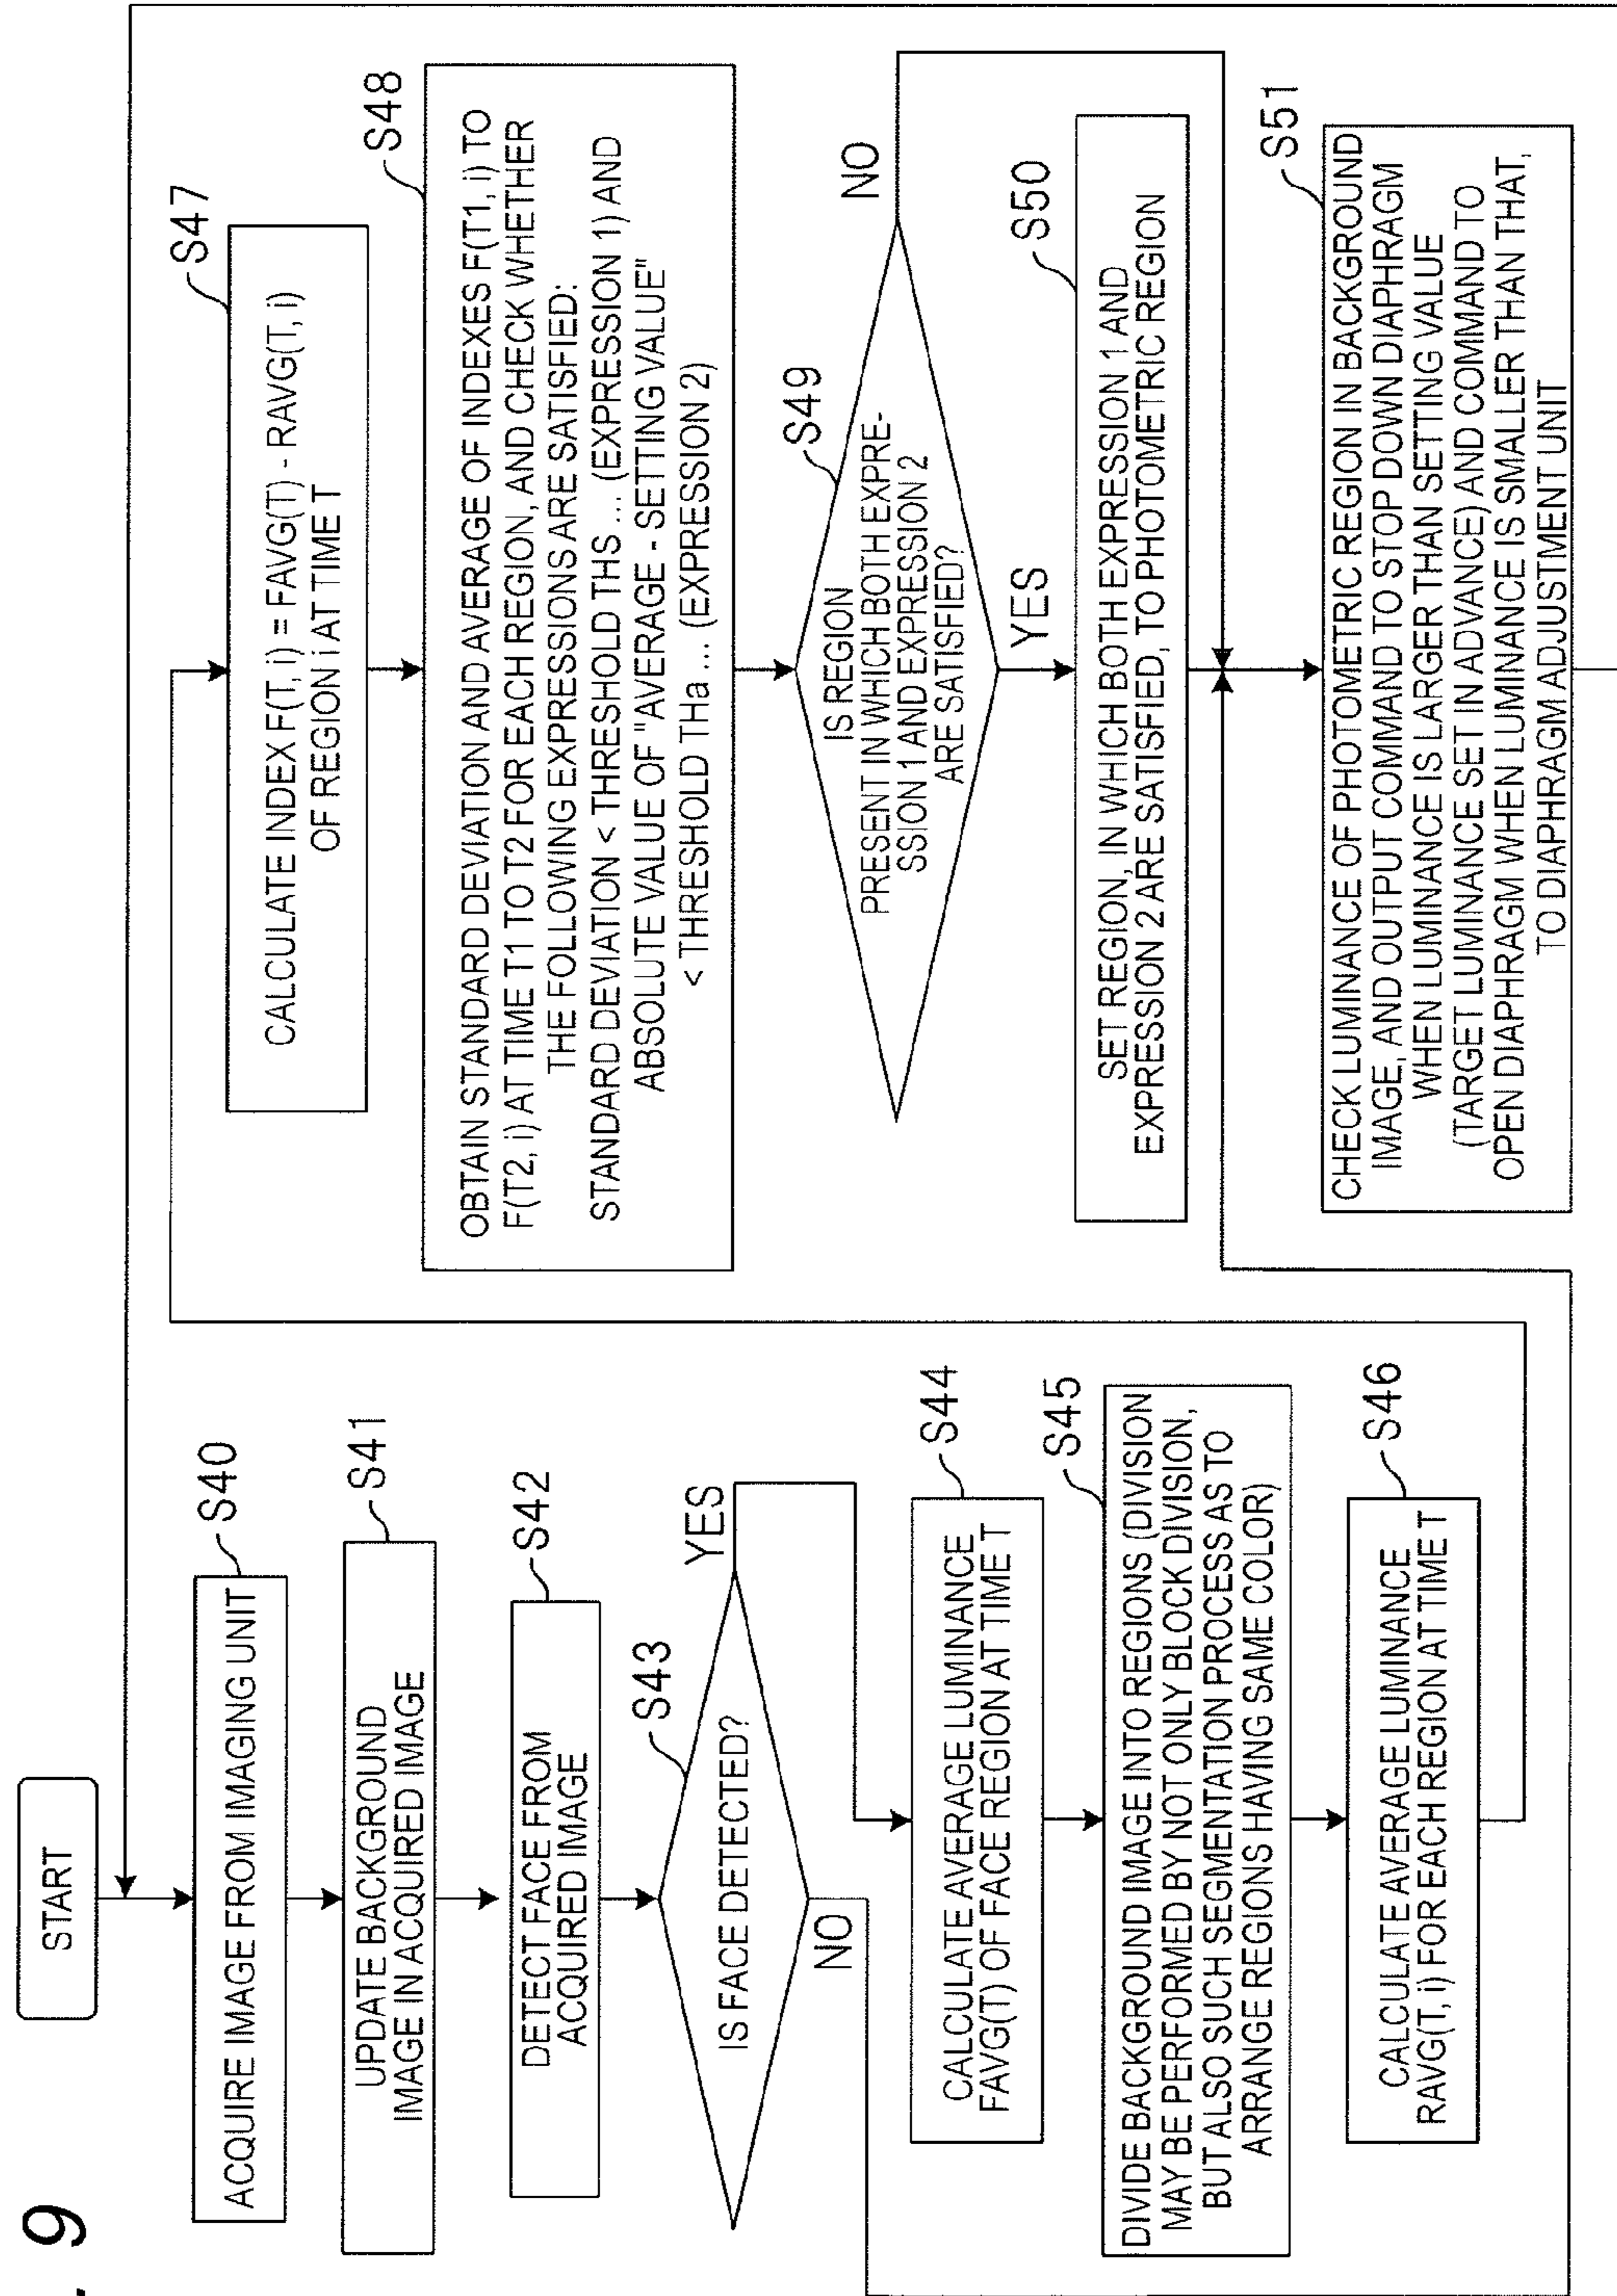 . 9
START
ACQUIRE IMAGE FROM IMAGING UNIT
S40
UPDATE BACKGROUND
IMAGE IN ACQUIRED IMAGE
S41
DETECT FACE FROM
ACQUIRED IMAGE
S42
IS FACE DETECTED?
S43
YES
NO
CALCULATE AVERAGE LUMINANCE
FAVG(T) OF FACE REGION AT TIME T
S44
DIVIDE BACKGROUND IMAGE INTO REGIONS (DIVISION
MAY BE PERFORMED BY NOT ONLY BLOCK DIVISION,
BUT ALSO SUCH SEGMENTATION PROCESS AS TO
ARRANGE REGIONS HAVING SAME COLOR)
S45
CALCULATE AVERAGE LUMINANCE
RAVG(T, i) FOR EACH REGION AT TIME T
S46
CALCULATE INDEX F(T, i) = FAVG(T) - RAVG(T, i)
OF REGION i AT TIME T
S47
OBTAIN STANDARD DEVIATION AND AVERAGE OF INDEXES F(T1, i) TO
F(T2, i) AT TIME T1 TO T2 FOR EACH REGION, AND CHECK WHETHER
THE FOLLOWING EXPRESSIONS ARE SATISFIED:
STANDARD DEVIATION < THRESHOLD THS ... (EXPRESSION 1) AND
ABSOLUTE VALUE OF "AVERAGE - SETTING VALUE"
< THRESHOLD THa ... (EXPRESSION 2)
S48
IS REGION
PRESENT IN WHICH BOTH EXPRE-
SSION 1 AND EXPRESSION 2
ARE SATISFIED?
S49
NO
YES
SET REGION, IN WHICH BOTH EXPRESSION 1 AND
EXPRESSION 2 ARE SATISFIED, TO PHOTOMETRIC REGION
S50
CHECK LUMINANCE OF PHOTOMETRIC REGION IN BACKGROUND
IMAGE, AND OUTPUT COMMAND TO STOP DOWN DIAPHRAGM
WHEN LUMINANCE IS LARGER THAN SETTING VALUE
(TARGET LUMINANCE SET IN ADVANCE) AND COMMAND TO
OPEN DIAPHRAGM WHEN LUMINANCE IS SMALLER THAN THAT,
TO DIAPHRAGM ADJUSTMENT UNIT
S51